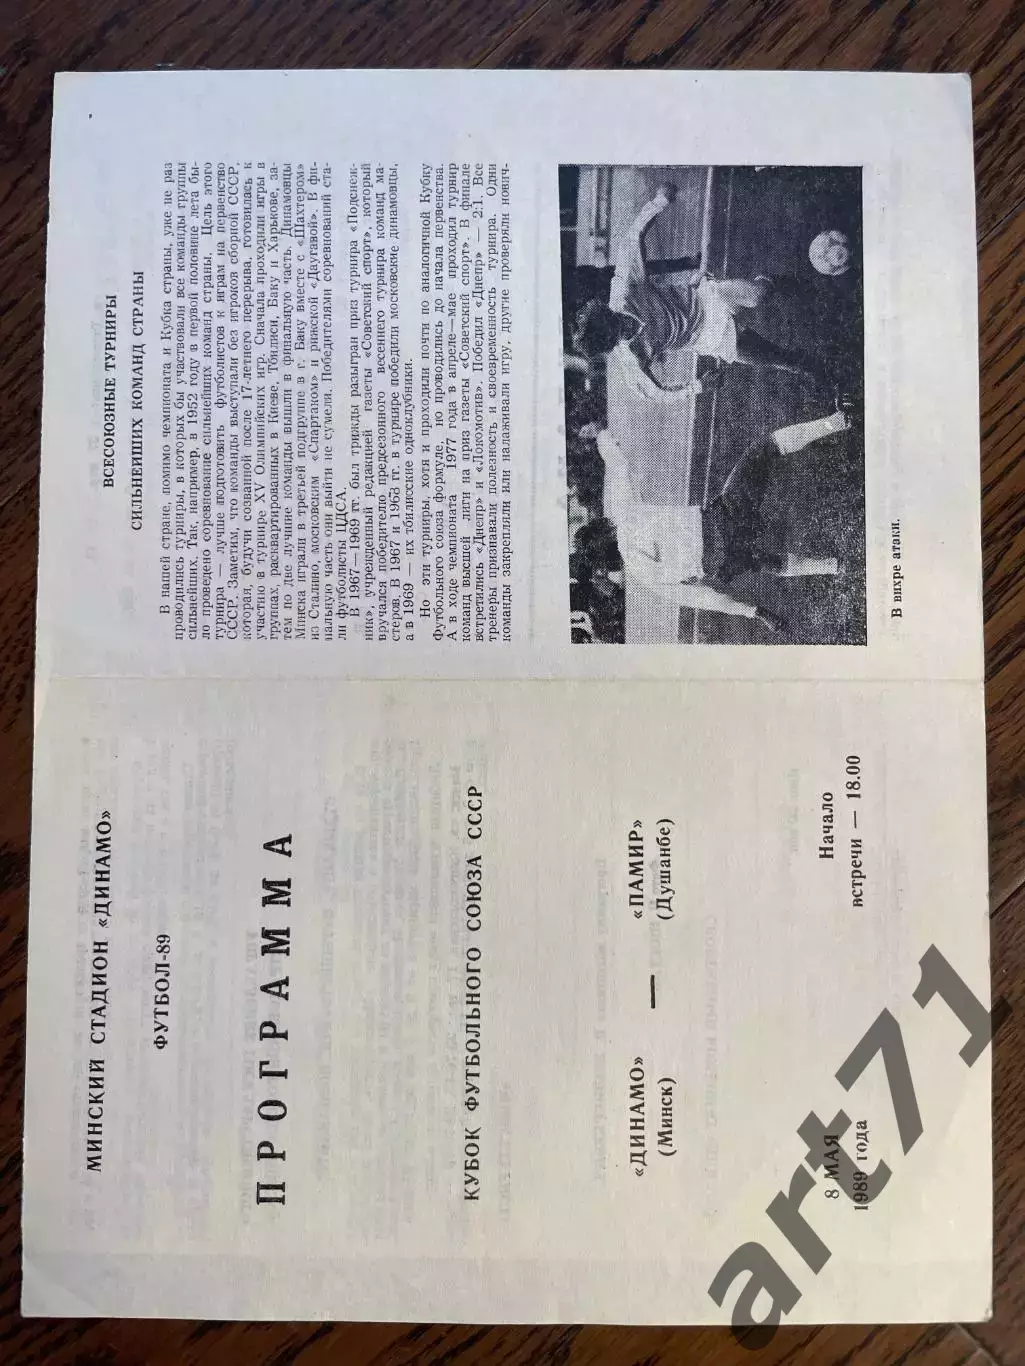 МИНСКИЙ СТАДИОН «ДИНАМО»
ФУТБОЛ-89
ПРОГРАММА
КУБОК ФУТБОЛЬНОГО СОЮЗА СССР
«ДИНАМО» — «ПАМИР»
(Минск) (Душанбе)
8 МАЯ Начало
1989 года встречи — 18.00
ВСЕСОЮЗНЫЕ ТУРНИРЫ
СИЛЬНЕЙШИХ КОМАНД СТРАНЫ
В нашей стране, помимо чемпионата и Кубка страны, уже не раз
проводились турниры, в которых бы участвовали все команды группы
сильнейших. Так, например, в 1952 году в первой половине лета бы-
ло проведено соревнование сильнейших команд страны. Цель этого
турнира — лучше подготовить футболистов к играм на первенство
СССР. Заметим, что команды выступали без игроков сборной СССР,
которая, будучи созванной после 17-летнего перерыва, готовилась к
участию в турнире XV Олимпийских игр. Сначала проходили игры в
группах, расквартированных в Киеве, Тбилиси, Баку и Харькове, за-
тем по две лучшие команды вышли в финальную часть. Динамовцы
Минска играли в третьей подгруппе в г. Баку вместе с «Шахтером»
из Сталино, московским «Спартаком» и рижской «Даугавой». В фи-
нальную часть они выйти не сумели. Победителями соревнований ста-
ли футболисты ЦДСА.
В 1967—1969 гг. был трижды разыгран приз турнира «Подснеж-
ник», учрежденный редакцией газеты «Советский спорт», который
вручался победителю предсезонного весеннего турнира команд ма-
стеров. В 1967 и 1968 гг. в турнире победили московские динамовцы,
а в 1969 — их тбилисские одноклубники.
Но эти турниры, хотя и проходили почти по аналогичной Кубку
Футбольного союза формуле, но проводились до начала первенства.
А в ходе чемпионата 1977 года в апреле—мае проходил турнир
команд высшей лиги на приз газеты «Советский спорт». В финале
встретились «Днепр» и «Локомотив». Победил «Днепр» — 2:1. Все
тренеры признавали полезность и своевременность турнира. Одни
команды закрепляли или налаживали игру, другие проверяли нович-
В вихре атаки.
art71